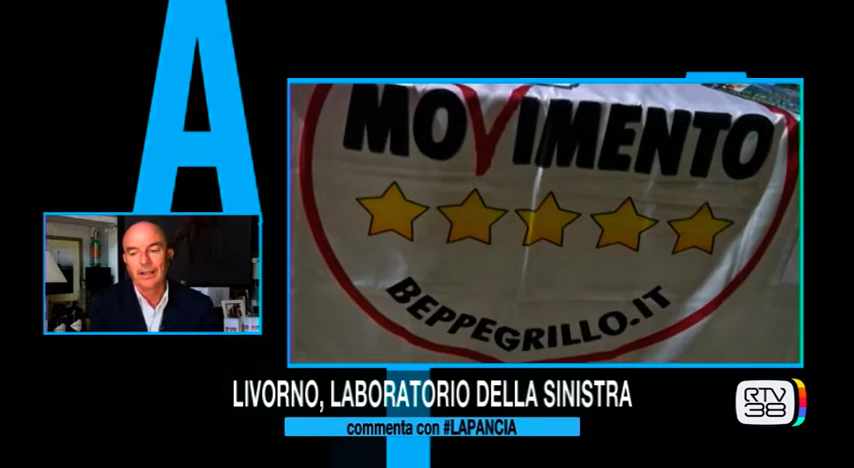 A
MOVIMENTO
BEPPEGRILLO.IT
LIVORNO, LABORATORIO DELLA SINISTRA
commenta con #LAPANCIA
RTV
38